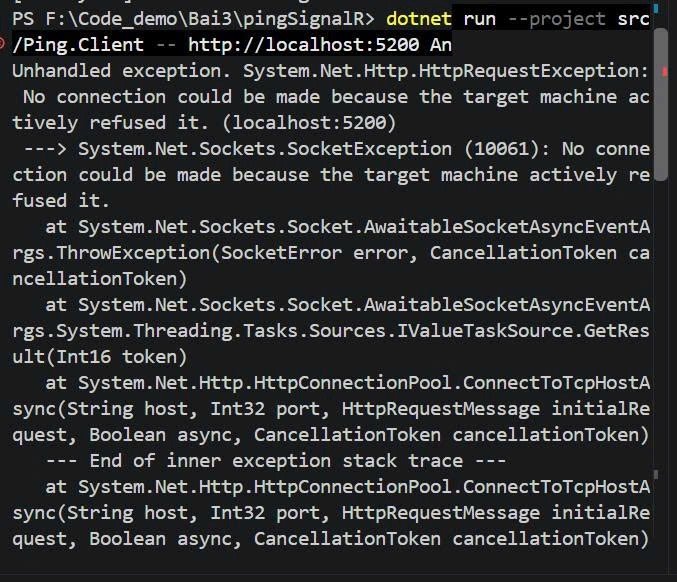 PS F:\Code_demo\Bai3\pingSignalR> dotnet run --project src
/Ping.Client -- http://localhost:5200 An
Unhandled exception. System.Net.Http.HttpRequestException:
 No connection could be made because the target machine ac
tively refused it. (localhost:5200)
 ---> System.Net.Sockets.SocketException (10061): No conne
ction could be made because the target machine actively re
fused it.
   at System.Net.Sockets.Socket.AwaitableSocketAsyncEventA
rgs.ThrowException(SocketError error, CancellationToken ca
ncellationToken)
   at System.Net.Sockets.Socket.AwaitableSocketAsyncEventA
rgs.System.Threading.Tasks.Sources.IValueTaskSource.GetRes
ult(Int16 token)
   at System.Net.Http.HttpConnectionPool.ConnectToTcpHostA
sync(String host, Int32 port, HttpRequestMessage initialRe
quest, Boolean async, CancellationToken cancellationToken)
   --- End of inner exception stack trace ---
   at System.Net.Http.HttpConnectionPool.ConnectToTcpHostA
sync(String host, Int32 port, HttpRequestMessage initialRe
quest, Boolean async, CancellationToken cancellationToken)